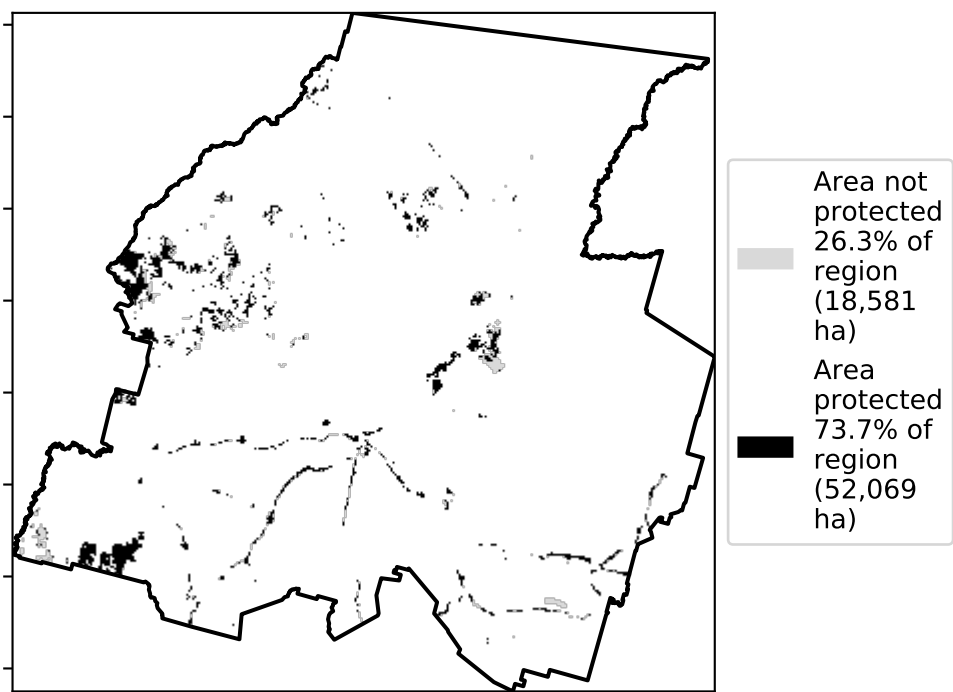 Area not
protected
26.3% of
region
(18,581
ha)
Area
protected
73.7% of
region
(52,069
ha)